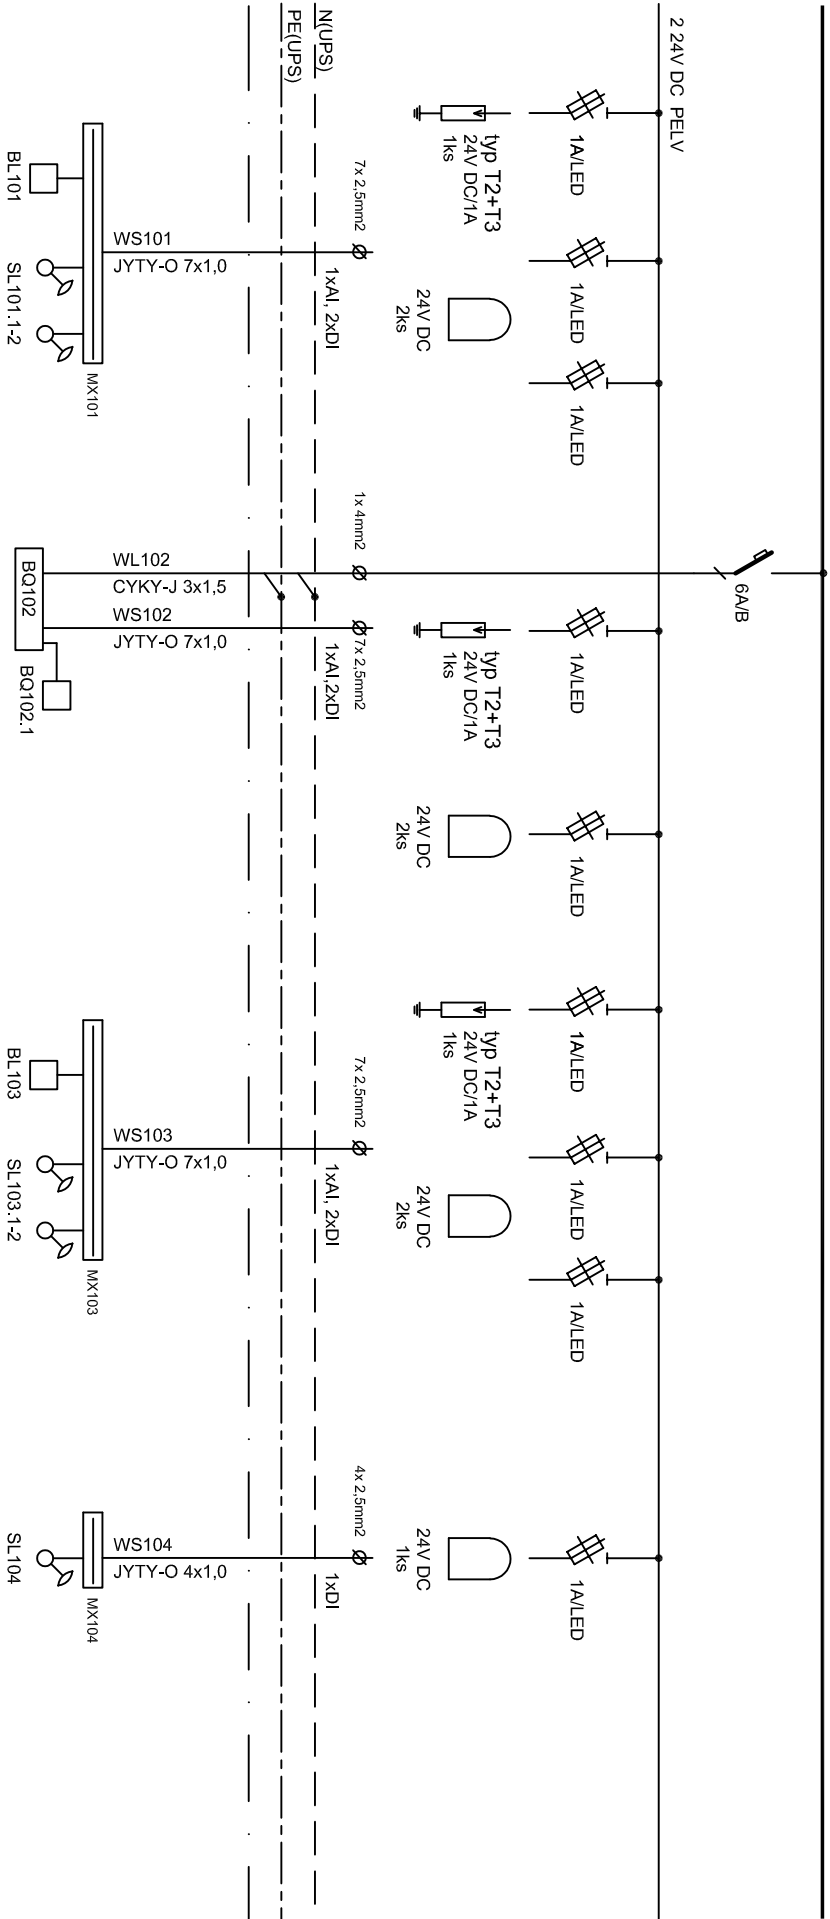 2 24V DC PELV
1A/LED
1A/LED
1A/LED
6A/B
1A/LED
1A/LED
1A/LED
1A/LED
1A/LED
1A/LED
typ T2+T3
24V DC/1A
1ks
24V DC
2ks
typ T2+T3
24V DC/1A
1ks
24V DC
2ks
typ T2+T3
24V DC/1A
1ks
24V DC
2ks
24V DC
1ks
7x 2,5mm2
1x 4mm2
7x 2,5mm2
7x 2,5mm2
4x 2,5mm2
N(UPS)
PE(UPS)
1xAI, 2xDI
1xAI,2xDI
1xAI, 2xDI
1xDI
WS101
JYTY-O 7x1,0
WL102
CYKY-J 3x1,5
WS102
JYTY-O 7x1,0
WS103
JYTY-O 7x1,0
WS104
JYTY-O 4x1,0
MX101
MX103
MX104
BL101
SL101.1-2
BQ102
BQ102.1
BL103
SL103.1-2
SL104